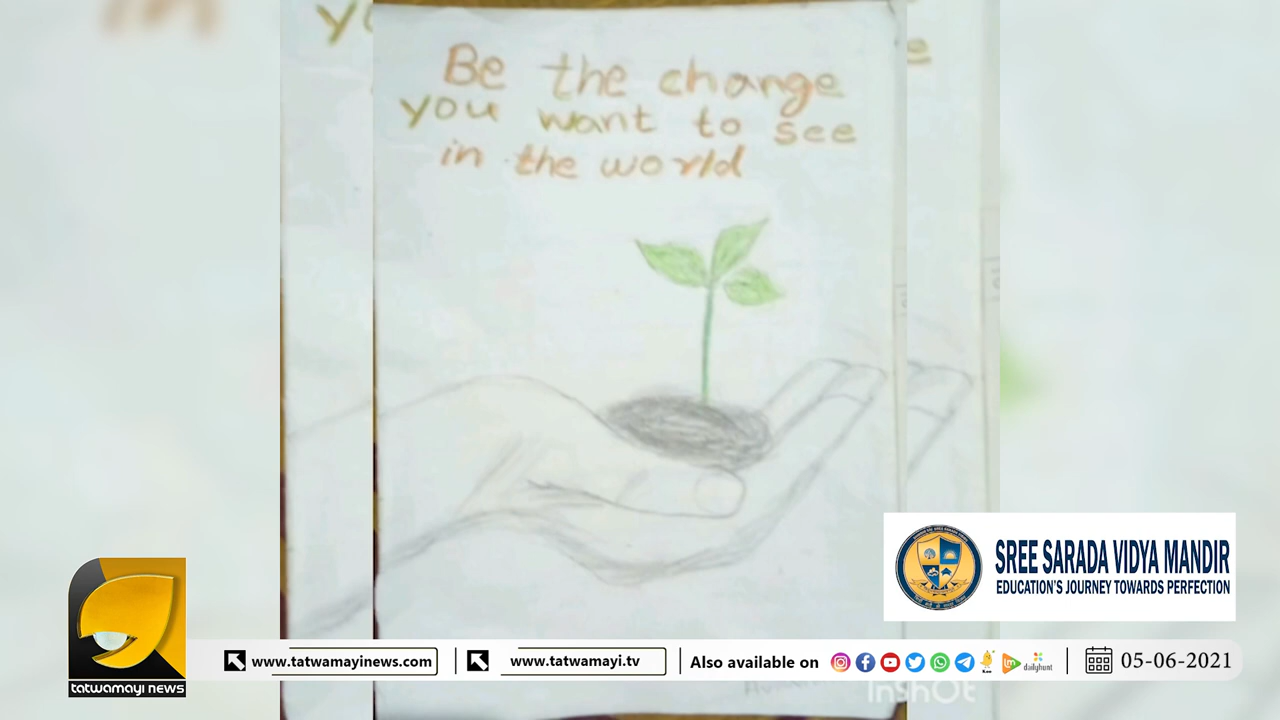 Be the change
you want to see
in the world
SREE SARADA VIDYA MANDIR
EDUCATION'S JOURNEY TOWARDS PERFECTION
tatwamayi news
www.tatwamayinews.com
www.tatwamayi.tv
Also available on
dailyhunt
05-06-2021
InshOt